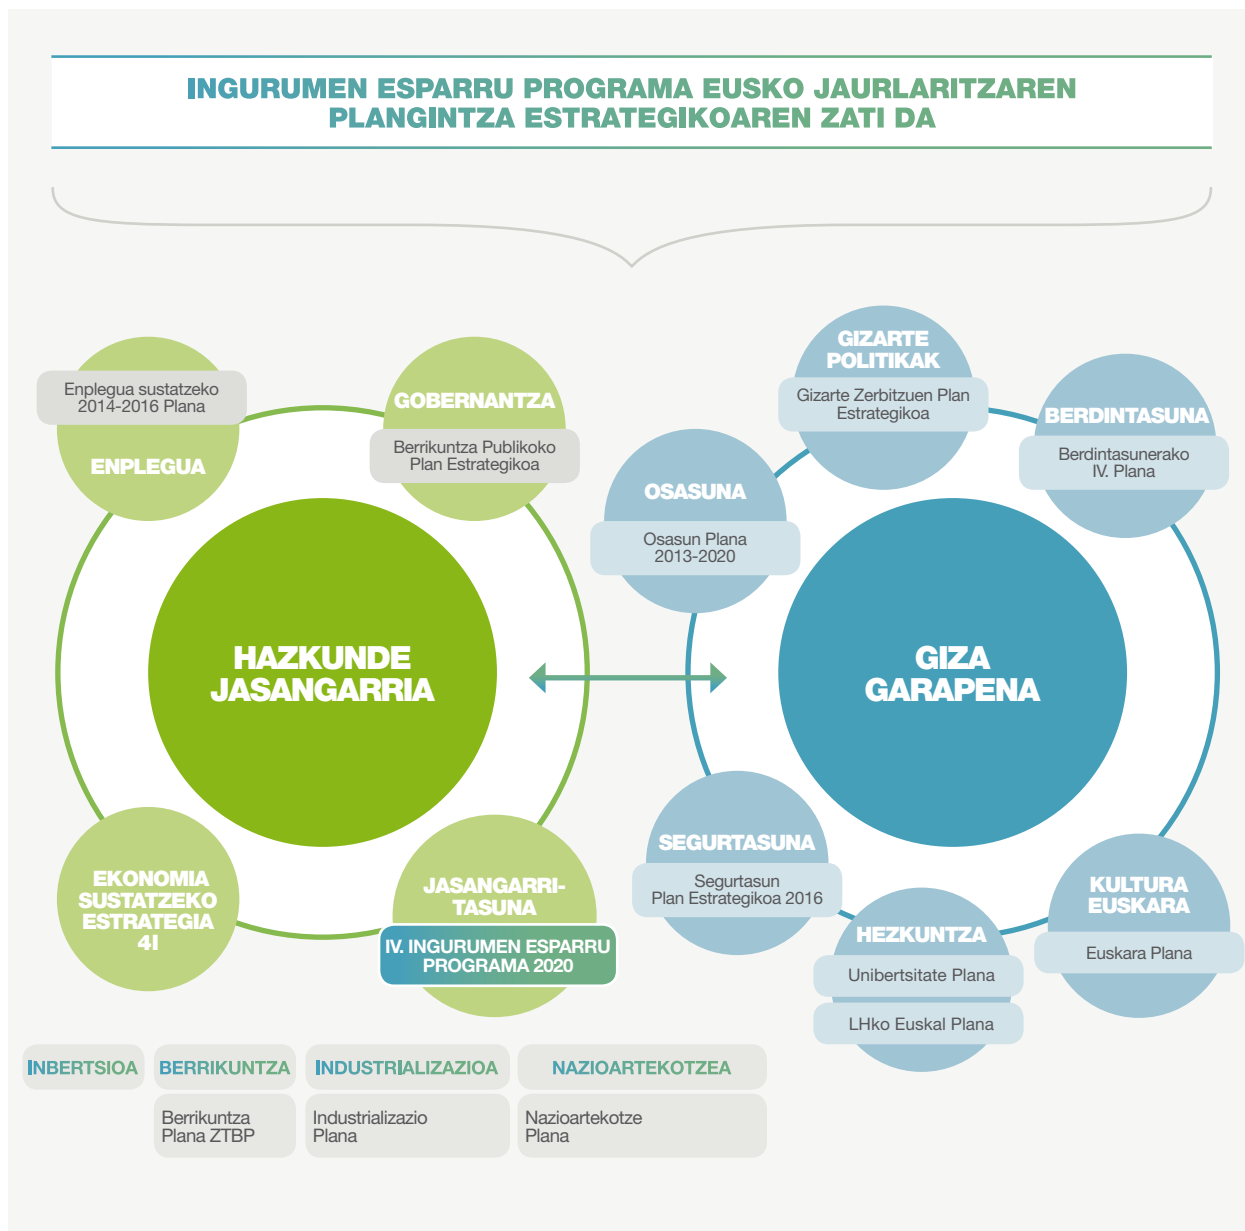 INGURUMEN ESPARRU PROGRAMA EUSKO JAURLARITZAREN
PLANGINTZA ESTRATEGIKOAREN ZATI DA
Enplegua sustatzeko
2014-2016 Plana
ENPLEGUA
GOBERNANTZA
Berrikuntza Publikoko
Plan Estrategikoa
HAZKUNDE
JASANGARRIA
EKONOMIA
SUSTATZEKO
ESTRATEGIA
4I
JASANGARRI-
TASUNA
IV. INGURUMEN ESPARRU
PROGRAMA 2020
GIZARTE
POLITIKAK
Gizarte Zerbitzuen Plan
Estrategikoa
BERDINTASUNA
Berdintasunerako
IV. Plana
OSASUNA
Osasun Plana
2013-2020
GIZA
GARAPENA
SEGURTASUNA
Segurtasun
Plan Estrategikoa 2016
HEZKUNTZA
Unibertsitate Plana
LHko Euskal Plana
KULTURA
EUSKARA
Euskara Plana
INBERTSIOA
BERRIKUNTZA
Berrikuntza
Plana ZTBP
INDUSTRIALIZAZIOA
Industrializazio
Plana
NAZIOARTEKOTZEA
Nazioartekotze
Plana